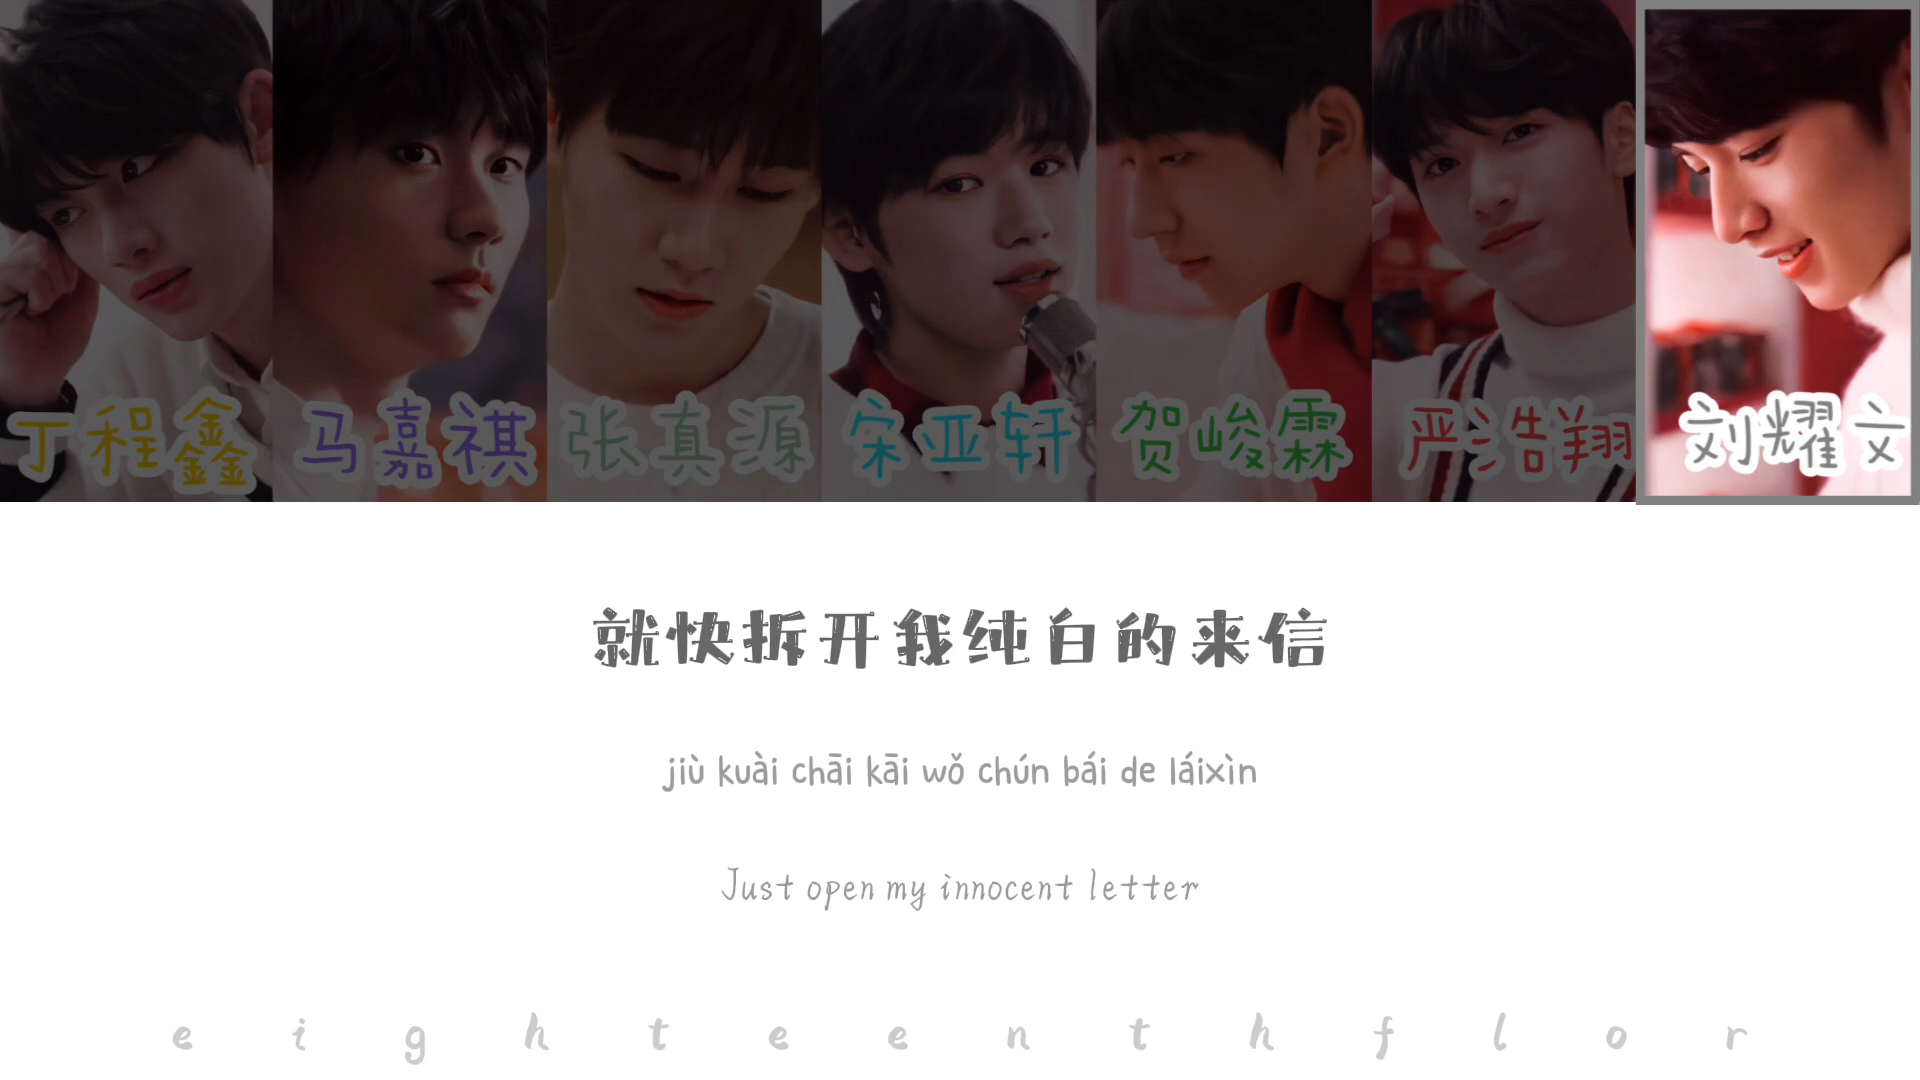 丁程鑫 马嘉祺 张真源 宋亚轩 贺峻霖 严浩翔 刘耀文
就快拆开我纯白的来信
jiù kuài chāi kāi wǒ chún bái de láixìn
Just open my innocent letter
e i g h t e e n t h f l o r